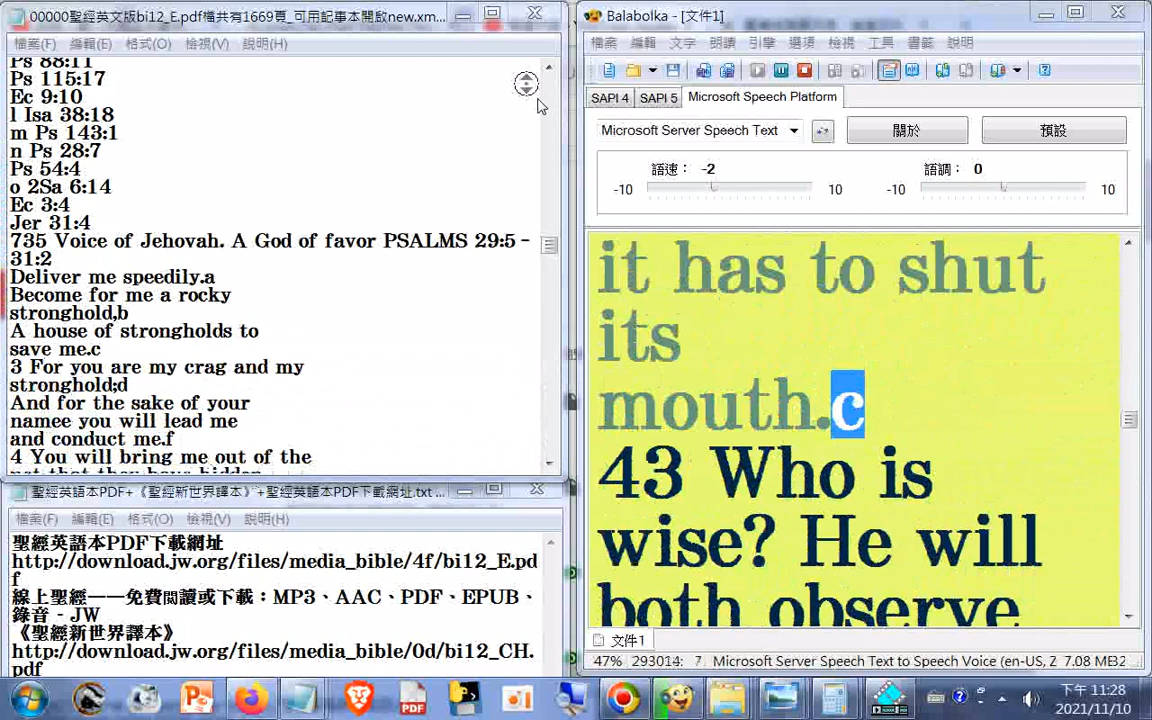 00000聖經英文版bi12_E.pdf檔共有1669頁_可用記事本開啟new.xm...
檔案(F) 編輯(E) 格式(O) 檢視(V) 說明(H)
Ps 88:11
Ps 115:17
Ec 9:10
l Isa 38:18
m Ps 143:1
n Ps 28:7
Ps 54:4
o 2Sa 6:14
Ec 3:4
Jer 31:4
735 Voice of Jehovah. A God of favor PSALMS 29:5–
31:2
Deliver me speedily.a
Become for me a rocky
stronghold,b
A house of strongholds to
save me.c
3 For you are my crag and my
stronghold;d
And for the sake of your
namee you will lead me
and conduct me.f
4 You will bring me out of the
net that they have hidden
聖經英語本PDF+《聖經新世界譯本》+聖經英語本PDF下載網址.txt ...
檔案(F) 編輯(E) 格式(O) 檢視(V) 說明(H)
聖經英語本PDF下載網址
http://download.jw.org/files/media_bible/4f/bi12_E.pd
f
線上聖經——免費閱讀或下載：MP3、AAC、PDF、EPUB、
錄音 - JW
《聖經新世界譯本》
http://download.jw.org/files/media_bible/0d/bi12_CH.
pdf
Balabolka - [文件1]
檔案 編輯 文字 朗讀 引擎 選項 檢視 工具 書籤 說明
SAPI 4 SAPI 5 Microsoft Speech Platform
Microsoft Server Speech Text 關於 預設
語速： -2 語調： 0
-10 10 -10 10
it has to shut
its
mouth.c
43 Who is
wise? He will
both observe
文件1
47% 293014: 7 Microsoft Server Speech Text to Speech Voice (en-US, Z 7.08 MB
PDF
下午 11:28
2021/11/10